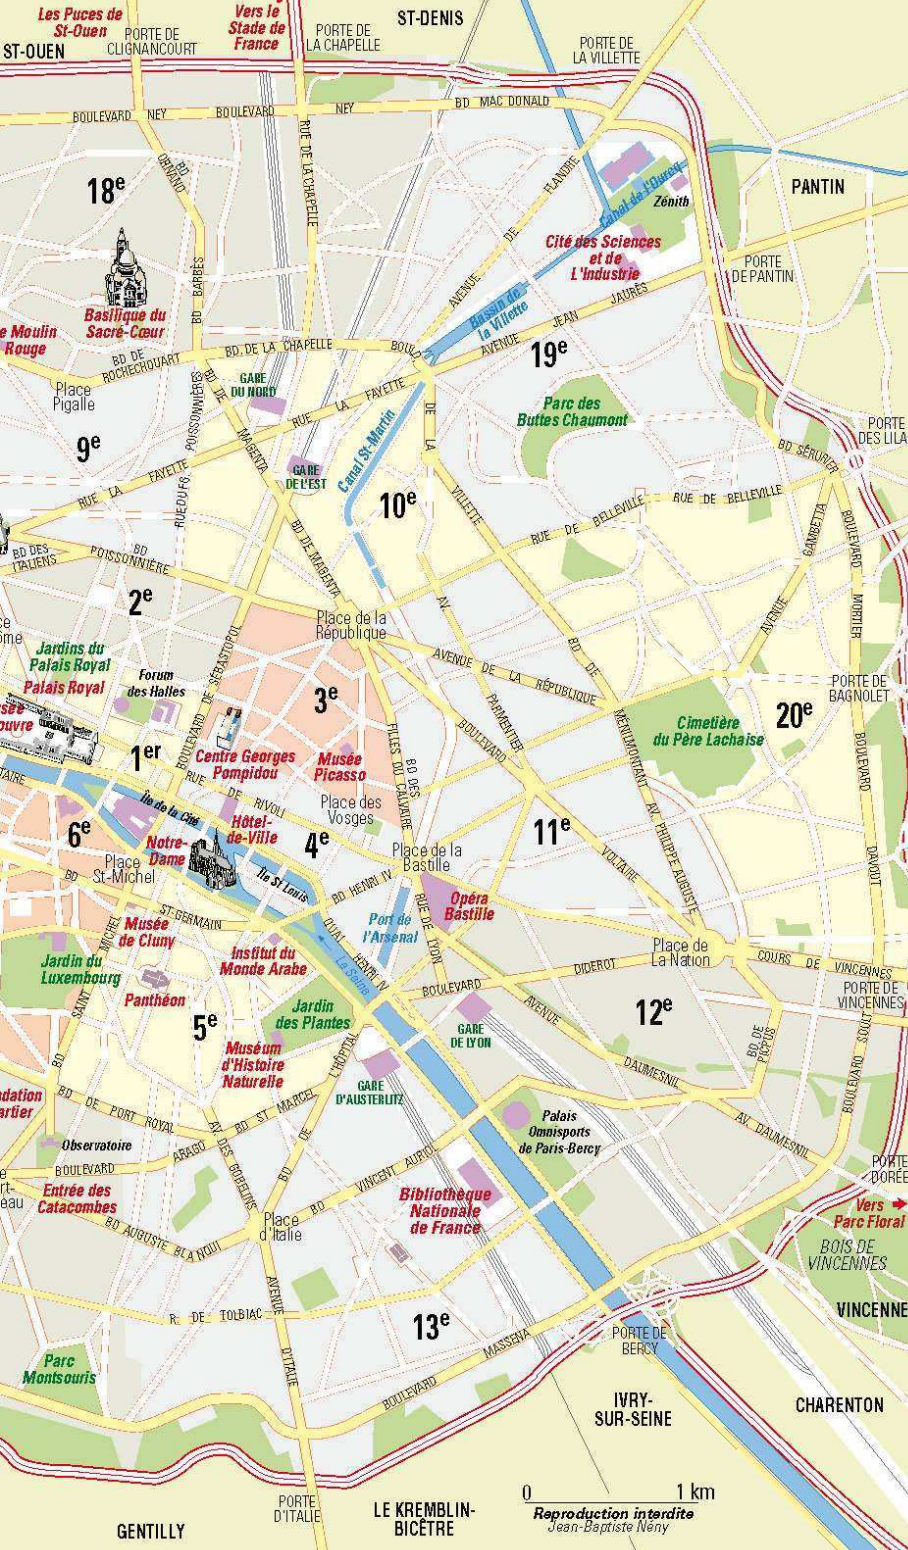 Les Puces de
St-Ouen
ST-OUEN
PORTE DE
CLIGNANCOURT
Vers le
Stade de
France
PORTE DE
LA CHAPELLE
ST-DENIS
PORTE DE
LA VILLETTE
BOULEVARD NEY
BOULEVARD NEY
BD MAC DONALD
BD ORNANO
RUE DE LA CHAPELLE
AVENUE DE FLANDRE
Canal de l'Ourcq
Zénith
PANTIN
18e
Cité des Sciences
et de
L'Industrie
PORTE
DE PANTIN
BD BARBÈS
Basilique du
Sacré-Cœur
e Moulin
Rouge
BD DE
ROCHECHOUART
BD. DE LA CHAPELLE
BOUL
Bassin de
la Villette
AVENUE JEAN JAURÈS
19e
Place
Pigalle
GARE
DU NORD
RUE LA FAYETTE
Parc des
Buttes Chaumont
PORTE
DES LILA
9e
RUE DU FG. POISSONNIÈRE
BD DE MAGENTA
GARE
DE L'EST
Canal St-Martin
DE LA VILLETTE
BD SÉRURIER
RUE LA FAYETTE
10e
RUE DE BELLEVILLE
RUE DE BELLEVILLE
AVENUE GAMBETTA
BOULEVARD MORTIER
BD DES
ITALIENS
BD
POISSONNIÈRE
BD DE MAGENTA
2e
Place de la
République
AV. PARMENTIER
AVENUE DE LA RÉPUBLIQUE
BD DE MÉNILMONTANT
ce
ôme
Jardins du
Palais Royal
Palais Royal
Forum
des Halles
BOULEVARD DE SÉBASTOPOL
3e
PORTE DE
BAGNOLET
20e
Cimetière
du Père Lachaise
sée
ouvre
1er
Centre Georges
Pompidou
Musée
Picasso
BD DES
FILLES DU CALVAIRE
BOULEVARD VOLTAIRE
BOULEVARD DAVOUT
AIRE
RUE DE RIVOLI
Place des
Vosges
Île de la Cité
Hôtel-
de-Ville
6e
Notre-
Dame
4e
11e
AV. PHILIPPE AUGUSTE
Place
St-Michel
Île St Louis
BD HENRI IV
Place de la
Bastille
BD ST-GERMAIN
Musée
de Cluny
Port de
l'Arsenal
Opéra
Bastille
RUE DE LYON
QUAI HENRI IV
La Seine
Jardin du
Luxembourg
Institut du
Monde Arabe
Place de
La Nation
COURS DE VINCENNES
BOULEVARD DIDEROT
PORTE DE
VINCENNES
Panthéon
BD SAINT MICHEL
5e
Jardin
des Plantes
GARE
DE LYON
AVENUE DAUMESNIL
12e
BD DE
PICPUS
BOULEVARD SOULT
Muséum
d'Histoire
Naturelle
BD DE L'HÔPITAL
GARE
D'AUSTERLITZ
ndation
artier
BD DE PORT ROYAL
BD ST MARCEL
Palais
Omnisports
de Paris-Bercy
AV. DAUMESNIL
Observatoire
BOULEVARD ARAGO
AV. DES GOBELINS
BD VINCENT AURIOL
PORTE
DORÉE
e
rt-
eau
Entrée des
Catacombes
Bibliothèque
Nationale
de France
Vers
Parc Floral
BD AUGUSTE BLANQUI
Place
d'Italie
BOIS DE
VINCENNES
R. DE TOLBIAC
AVENUE D'ITALIE
13e
BOULEVARD MASSENA
PORTE DE
BERCY
VINCENNE
Parc
Montsouris
IVRY-
SUR-SEINE
CHARENTON
0 1 km
PORTE
D'ITALIE
LE KREMLIN-
BICÊTRE
Reproduction interdite
Jean-Baptiste Nény
GENTILLY